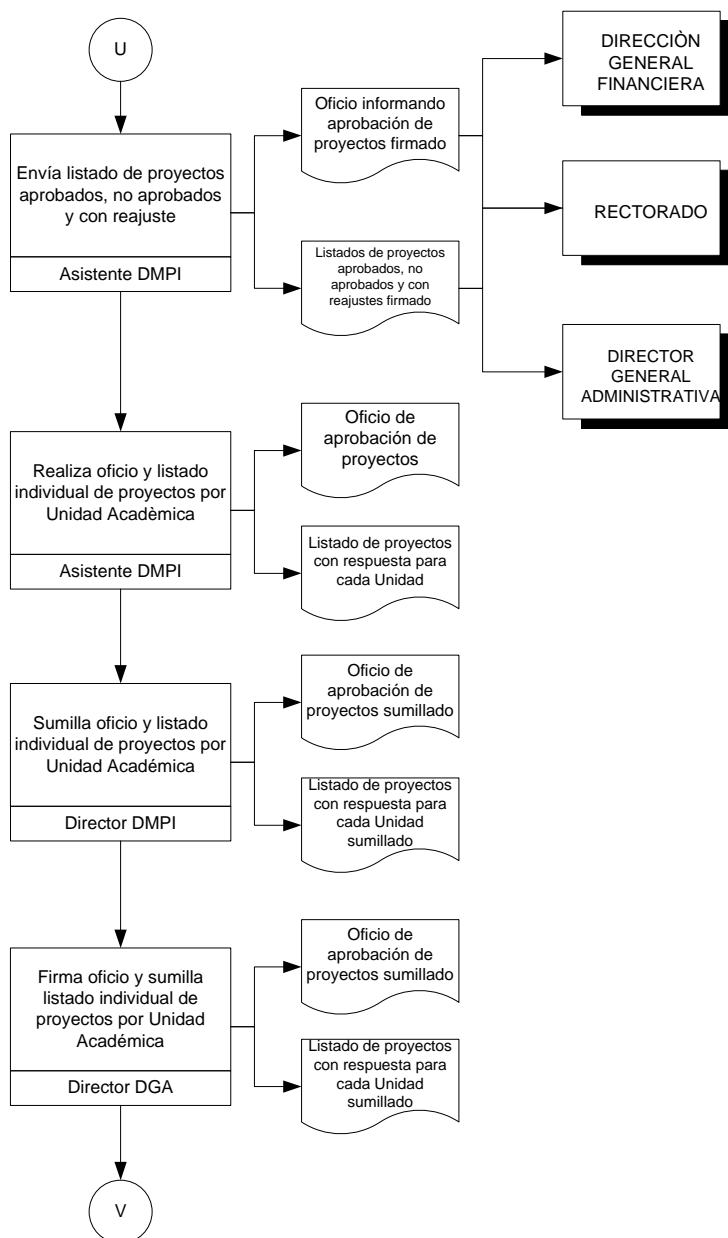 U
Envía listado de proyectos
aprobados, no aprobados
y con reajuste
Asistente DMPI
Oficio informando
aprobación de
proyectos firmado
Listados de proyectos
aprobados, no
aprobados y con
reajustes firmado
DIRECCIÒN
GENERAL
FINANCIERA
RECTORADO
DIRECTOR
GENERAL
ADMINISTRATIVA
Realiza oficio y listado
individual de proyectos por
Unidad Acadèmica
Asistente DMPI
Oficio de
aprobación de
proyectos
Listado de proyectos
con respuesta para
cada Unidad
Sumilla oficio y listado
individual de proyectos por
Unidad Académica
Director DMPI
Oficio de
aprobación de
proyectos sumillado
Listado de proyectos
con respuesta para
cada Unidad
sumillado
Firma oficio y sumilla
listado individual de
proyectos por Unidad
Académica
Director DGA
Oficio de
aprobación de
proyectos sumillado
Listado de proyectos
con respuesta para
cada Unidad
sumillado
V